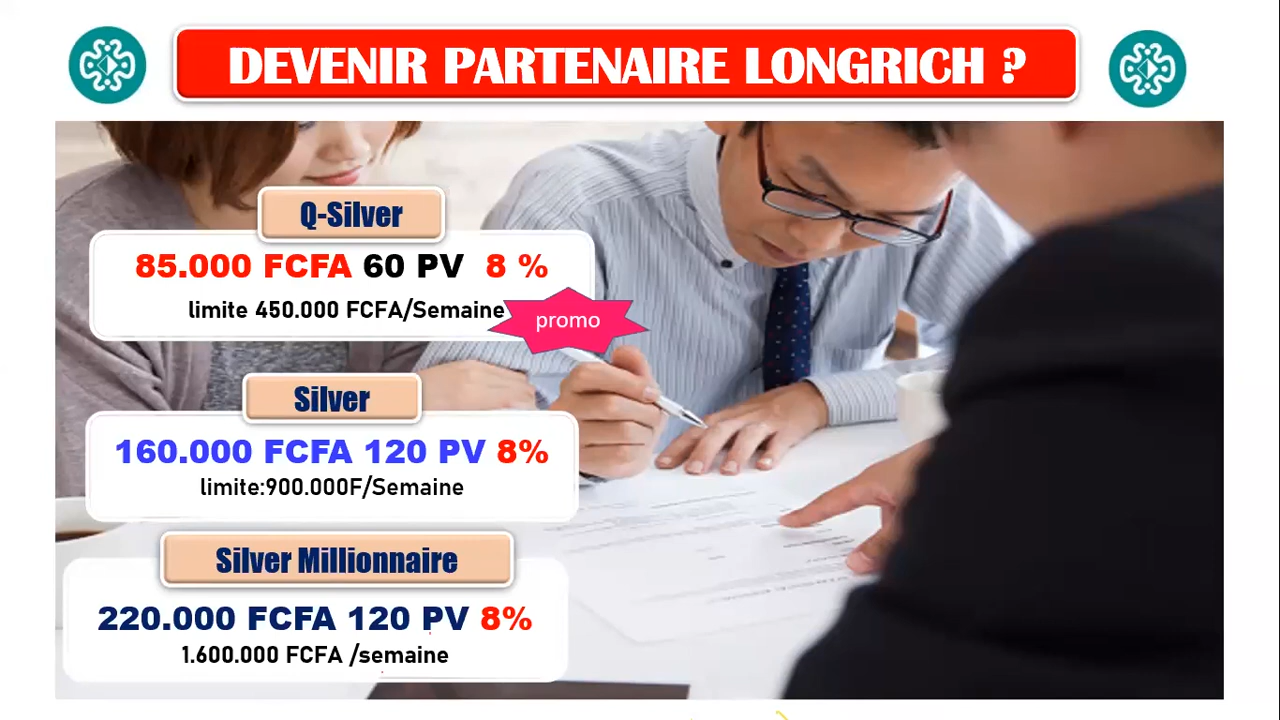 DEVENIR PARTENAIRE LONGRICH ?
Q-Silver
85.000 FCFA 60 PV 8 %
limite 450.000 FCFA/Semaine
promo
Silver
160.000 FCFA 120 PV 8%
limite:900.000F/Semaine
Silver Millionnaire
220.000 FCFA 120 PV 8%
1.600.000 FCFA /semaine